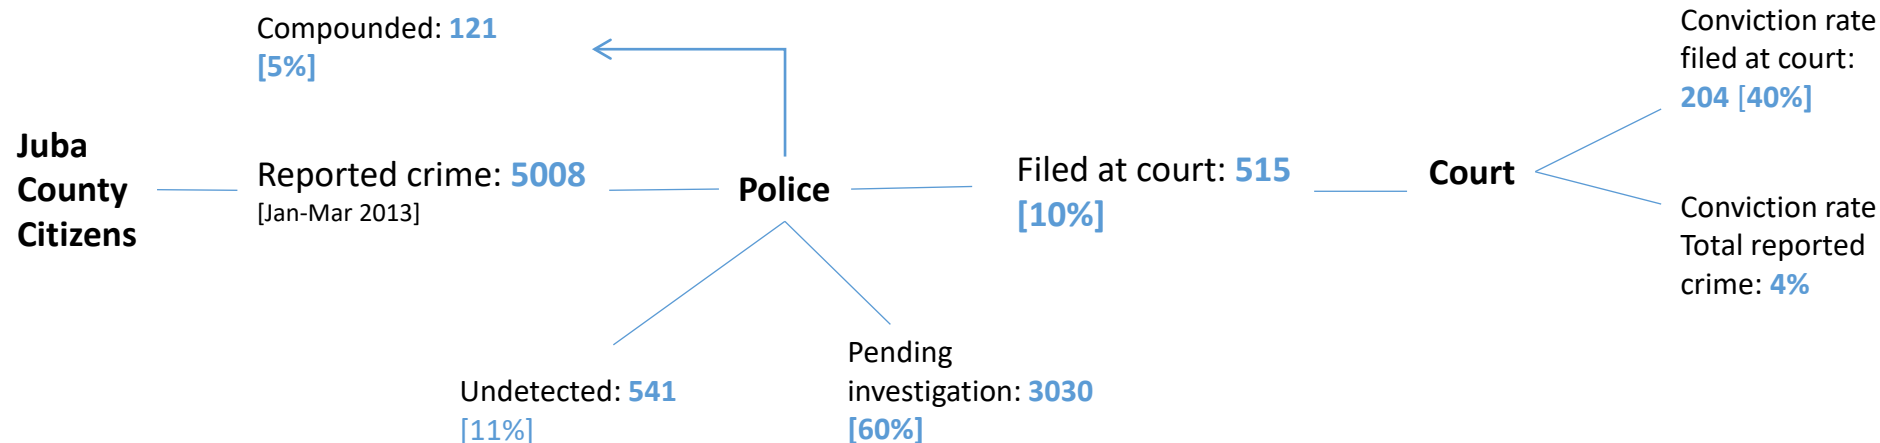 Compounded: 121
[5%]
Juba
County
Citizens
Reported crime: 5008
[Jan-Mar 2013]
Police
Filed at court: 515
[10%]
Court
Conviction rate
filed at court:
204 [40%]
Conviction rate
Total reported
crime: 4%
Undetected: 541
[11%]
Pending
investigation: 3030
[60%]